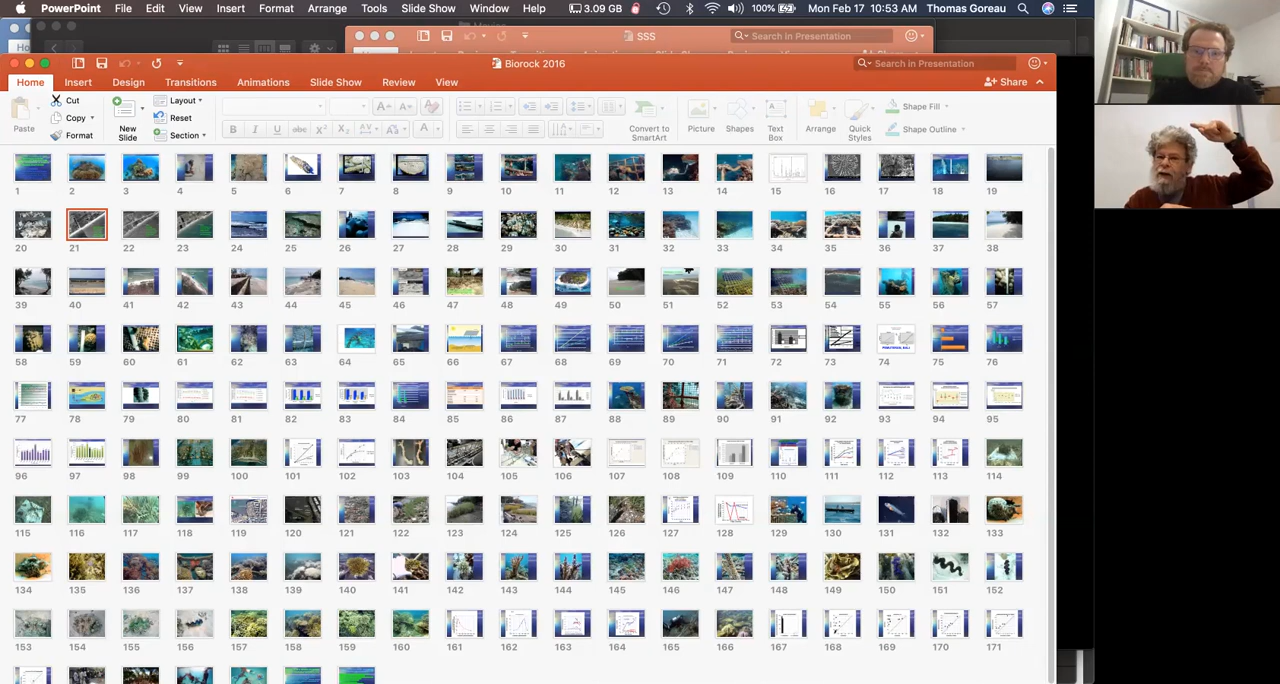 PowerPoint File Edit View Insert Format Arrange Tools Slide Show Window Help 3.09 GB 100% Mon Feb 17 10:53 AM Thomas Goreau
SSS Search in Presentation
Biorock 2016 Search in Presentation
Home Insert Design Transitions Animations Slide Show Review View Share
Paste Cut Copy Format New Slide Layout Reset Section
B I U abc X² X₂ AV Aa A
Convert to SmartArt Picture Shapes Text Box Arrange Quick Styles Shape Fill Shape Outline
1 2 3 4 5 6 7 8 9 10 11 12 13 14 15 16 17 18 19
20 21 22 23 24 25 26 27 28 29 30 31 32 33 34 35 36 37 38
39 40 41 42 43 44 45 46 47 48 49 50 51 52 53 54 55 56 57
58 59 60 61 62 63 64 65 66 67 68 69 70 71 72 73 74 75 76
77 78 79 80 81 82 83 84 85 86 87 88 89 90 91 92 93 94 95
96 97 98 99 100 101 102 103 104 105 106 107 108 109 110 111 112 113 114
115 116 117 118 119 120 121 122 123 124 125 126 127 128 129 130 131 132 133
134 135 136 137 138 139 140 141 142 143 144 145 146 147 148 149 150 151 152
153 154 155 156 157 158 159 160 161 162 163 164 165 166 167 168 169 170 171